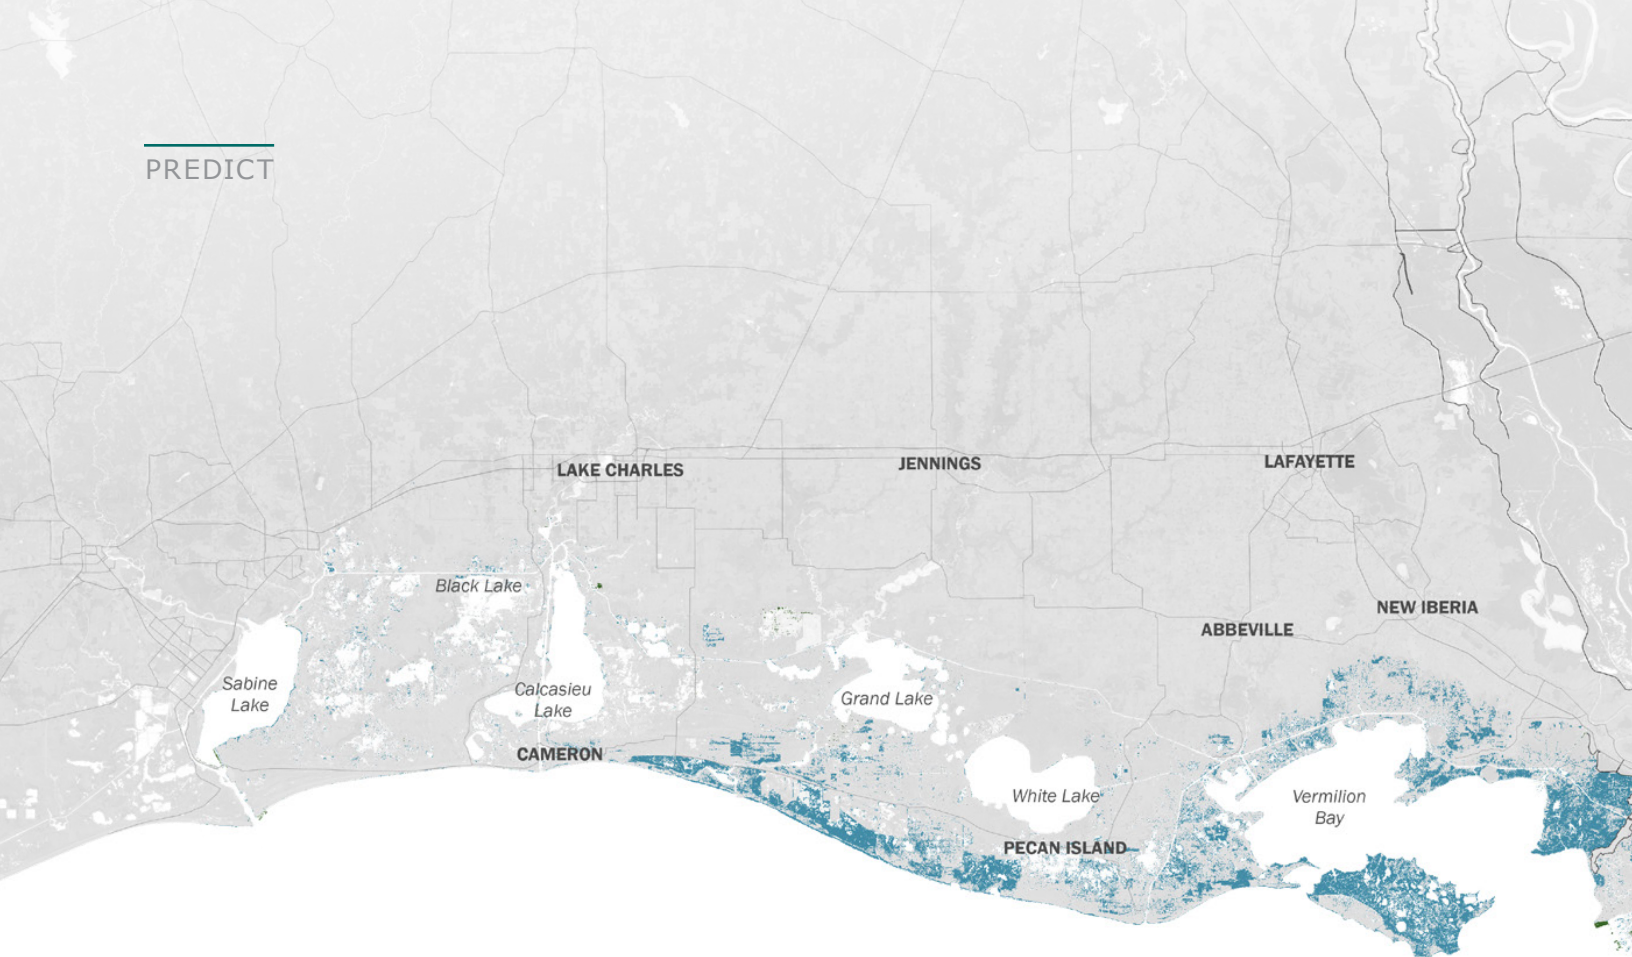 PREDICT
LAKE CHARLES
JENNINGS
LAFAYETTE
Black Lake
NEW IBERIA
ABBEVILLE
Sabine
Lake
Calcasieu
Lake
Grand Lake
CAMERON
White Lake
Vermilion
Bay
PECAN ISLAND